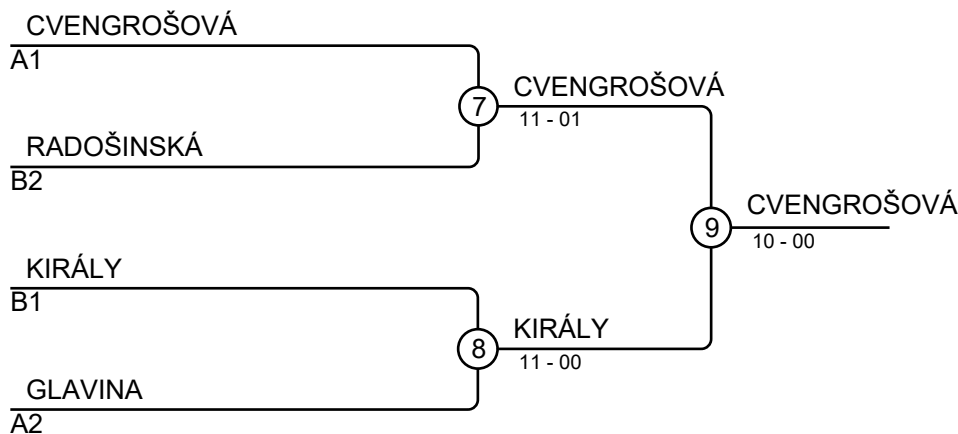 CVENGROŠOVÁ
A1
7
CVENGROŠOVÁ
11 - 01
RADOŠINSKÁ
B2
9
CVENGROŠOVÁ
10 - 00
KIRÁLY
B1
8
KIRÁLY
11 - 00
GLAVINA
A2